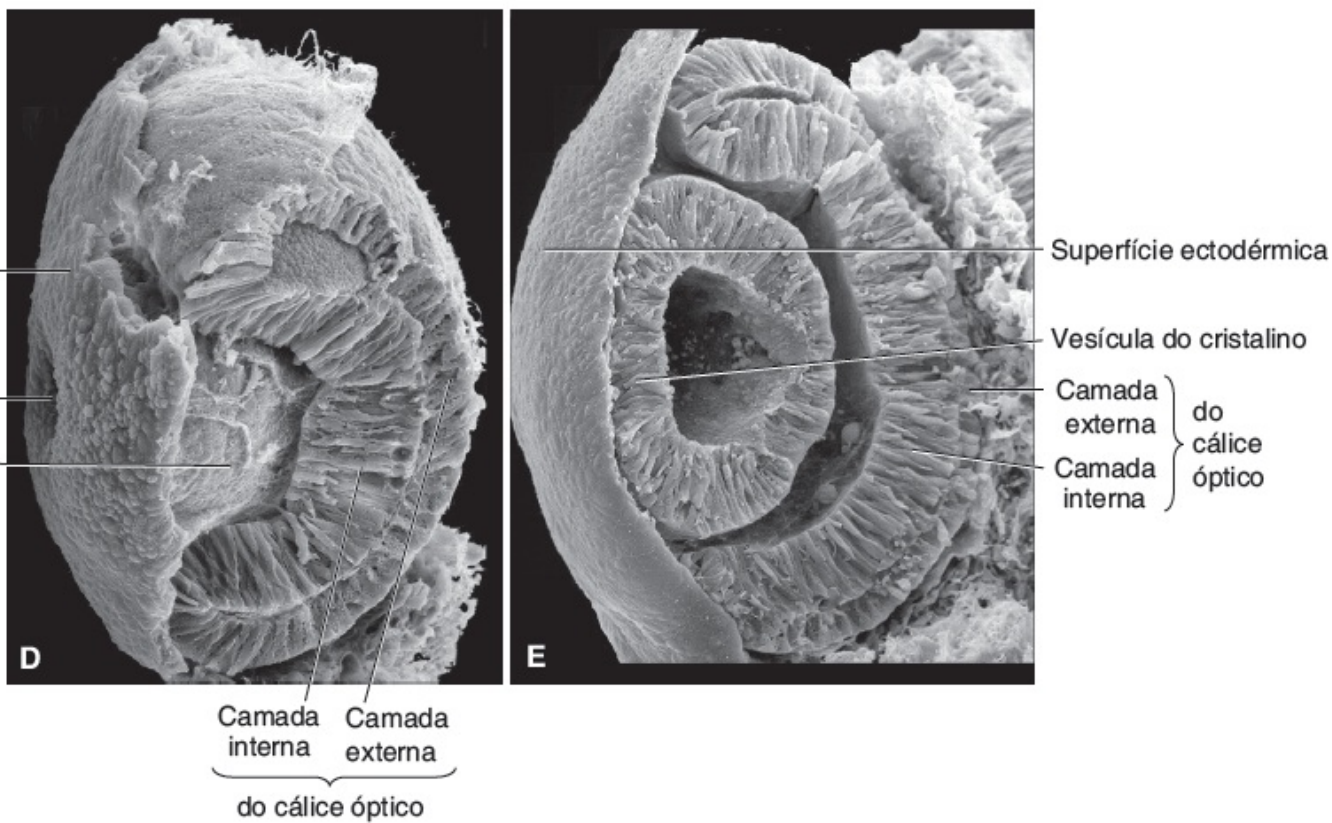 D
E
Superfície ectodérmica
Vesícula do cristalino
Camada
externa
Camada
interna
do
cálice
óptico
Camada
interna
Camada
externa
do cálice óptico